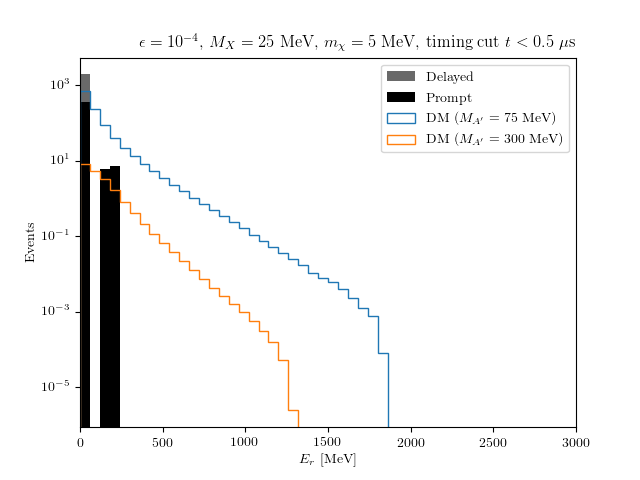 ϵ = 10⁻⁴, M_X = 25 MeV, m_χ = 5 MeV, timing cut t < 0.5 μs
Delayed
Prompt
DM (M_A′ = 75 MeV)
DM (M_A′ = 300 MeV)
10³
10¹
10⁻¹
10⁻³
10⁻⁵
Events
0 500 1000 1500 2000 2500 3000
E_r [MeV]